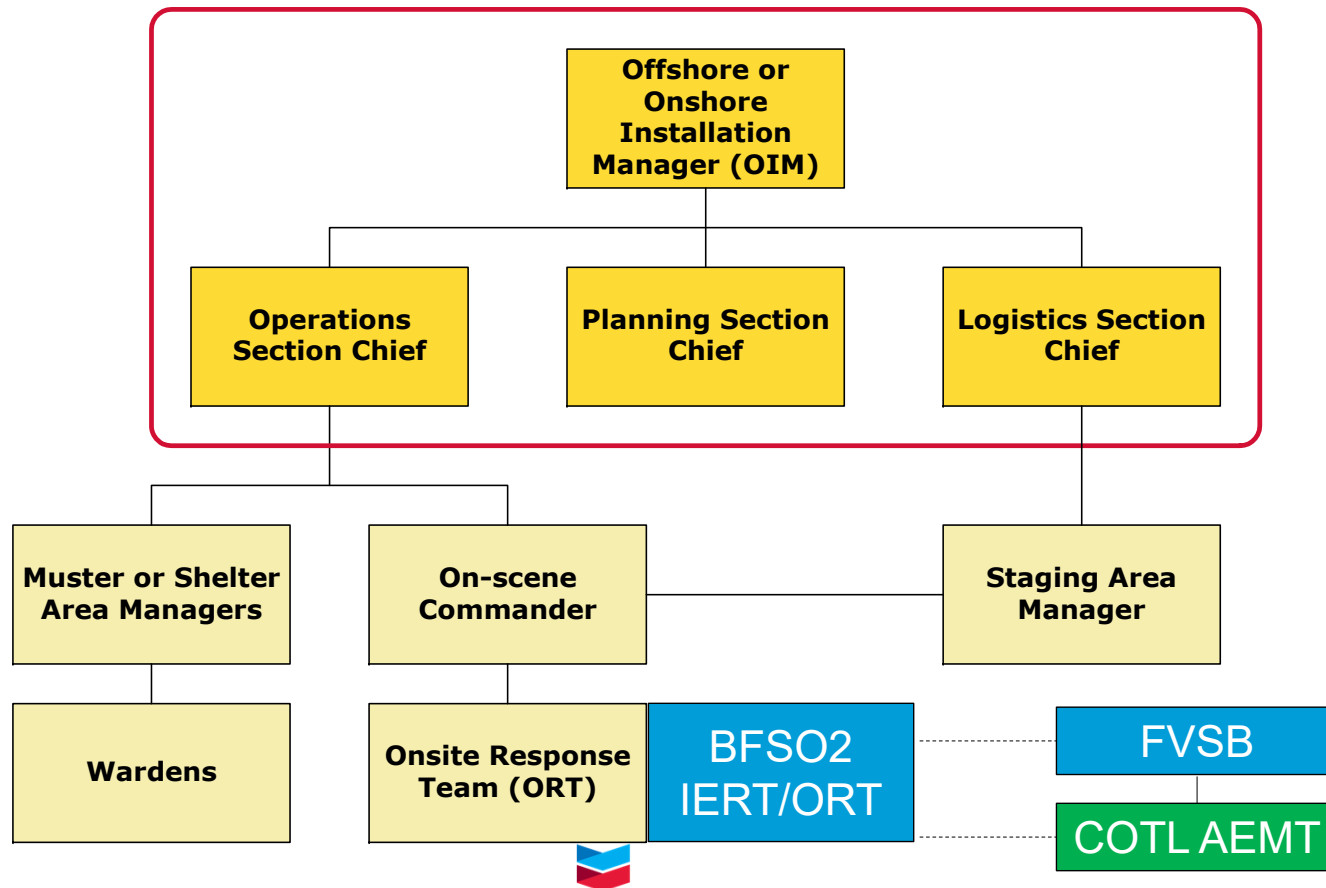 Offshore or
Onshore
Installation
Manager (OIM)
Operations
Section Chief
Planning Section
Chief
Logistics Section
Chief
Muster or Shelter
Area Managers
On-scene
Commander
Staging Area
Manager
Wardens
Onsite Response
Team (ORT)
BFSO2
IERT/ORT
FVSB
COTL AEMT